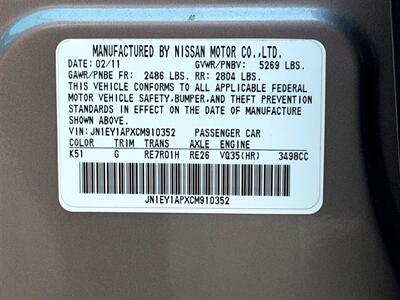 MANUFACTURED BY NISSAN MOTOR CO.,LTD.
DATE: 02/11 GVWR/PNBV: 5269 LBS.
GAWR/PNBE FR: 2486 LBS. RR: 2804 LBS.
THIS VEHICLE CONFORMS TO ALL APPLICABLE FEDERAL
MOTOR VEHICLE SAFETY,BUMPER,AND THEFT PREVENTION
STANDARDS IN EFFECT ON THE DATE OF MANUFACTURE
SHOWN ABOVE.
VIN: JN1EY1APXCM910352 PASSENGER CAR
COLOR TRIM TRANS AXLE ENGINE
K51 G RE7R01H RE26 VQ35(HR) 3498CC
JN1EY1APXCM910352